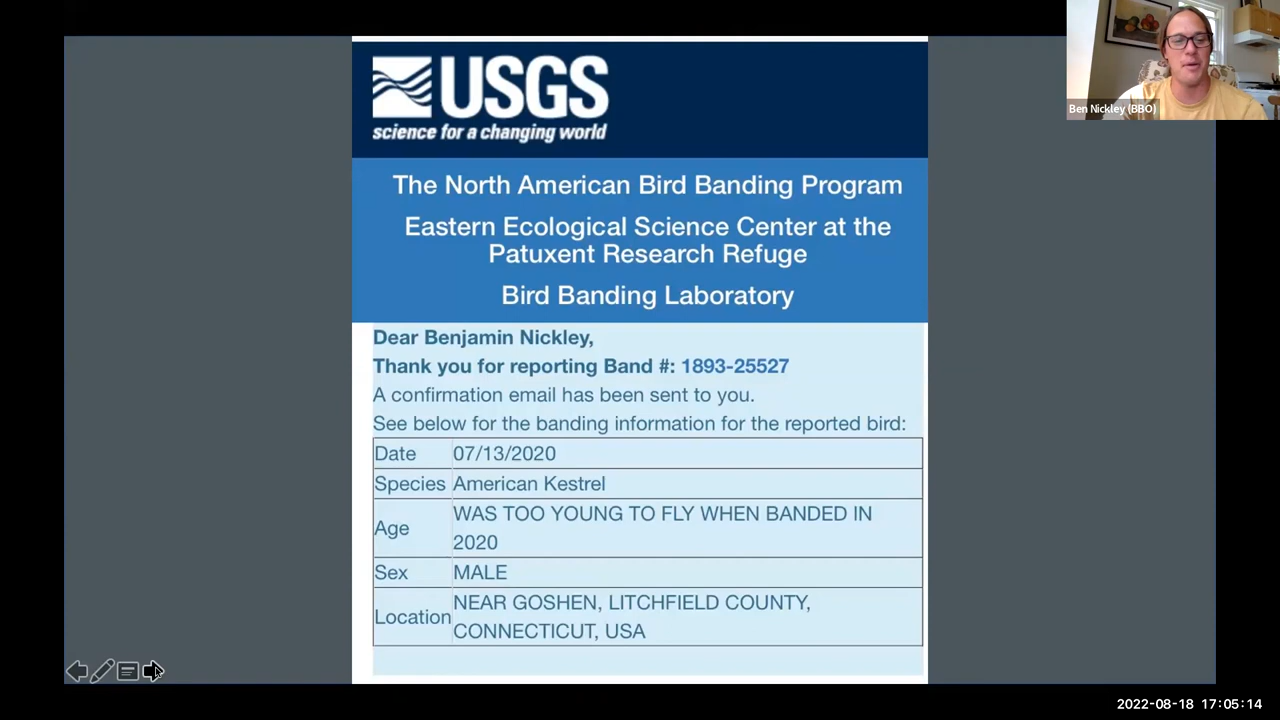 USGS
science for a changing world
The North American Bird Banding Program
Eastern Ecological Science Center at the
Patuxent Research Refuge
Bird Banding Laboratory
Dear Benjamin Nickley,
Thank you for reporting Band #: 1893-25527
A confirmation email has been sent to you.
See below for the banding information for the reported bird:
Date 07/13/2020
Species American Kestrel
Age WAS TOO YOUNG TO FLY WHEN BANDED IN
2020
Sex MALE
Location NEAR GOSHEN, LITCHFIELD COUNTY,
CONNECTICUT, USA
Ben Nickley (BBO)
2022-08-18 17:05:14